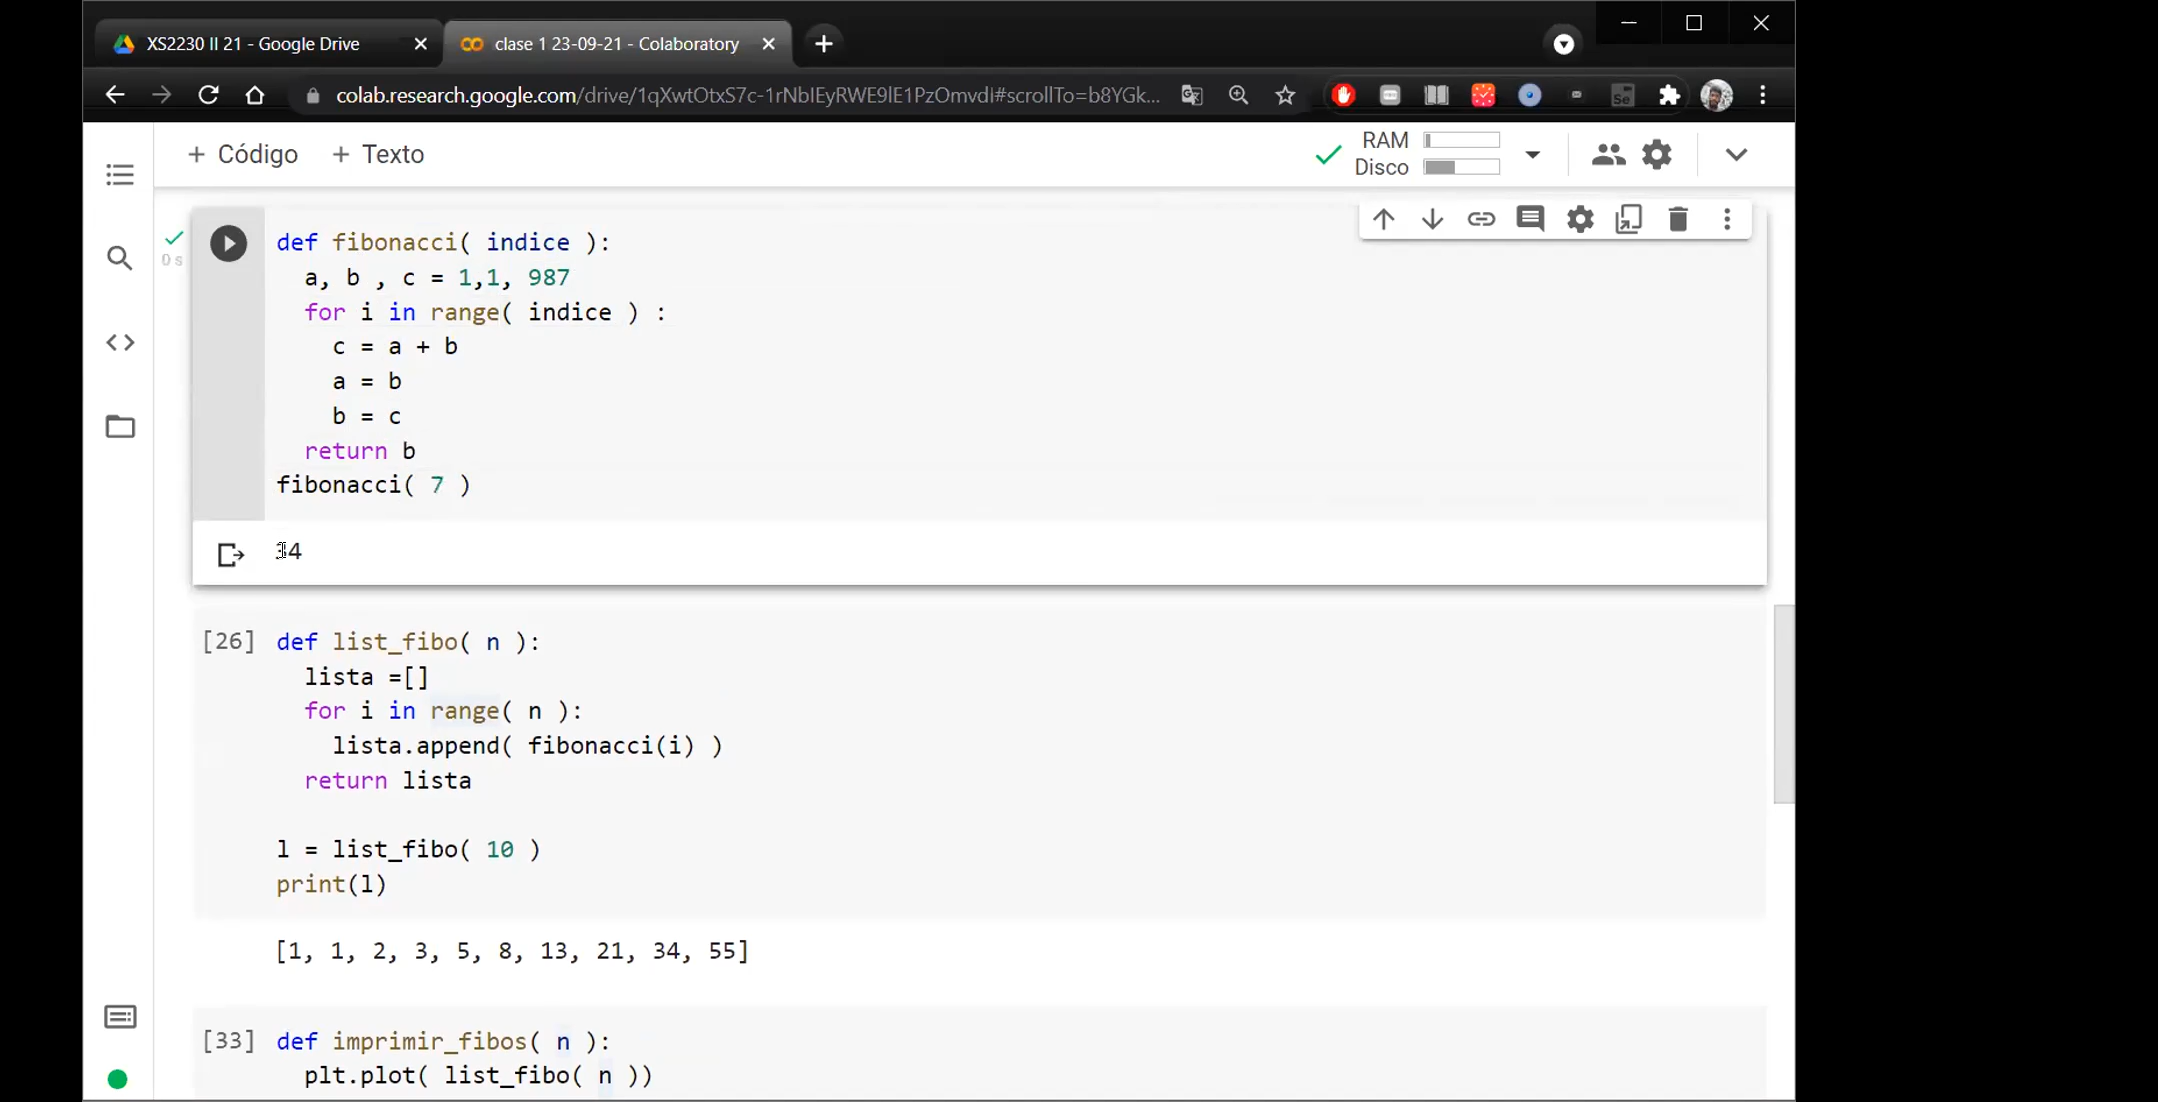 XS2230 II 21 - Google Drive
clase 1 23-09-21 - Colaboratory
colab.research.google.com/drive/1qXwtOtxS7c-1rNbIEyRWE9lE1PzOmvdi#scrollTo=b8YGk...
+ Código + Texto
RAM
Disco
0 s
def fibonacci( indice ):
a, b , c = 1,1, 987
for i in range( indice ) :
c = a + b
a = b
b = c
return b
fibonacci( 7 )
34
[26] def list_fibo( n ):
lista =[]
for i in range( n ):
lista.append( fibonacci(i) )
return lista
l = list_fibo( 10 )
print(l)
[1, 1, 2, 3, 5, 8, 13, 21, 34, 55]
[33] def imprimir_fibos( n ):
plt.plot( list_fibo( n ))